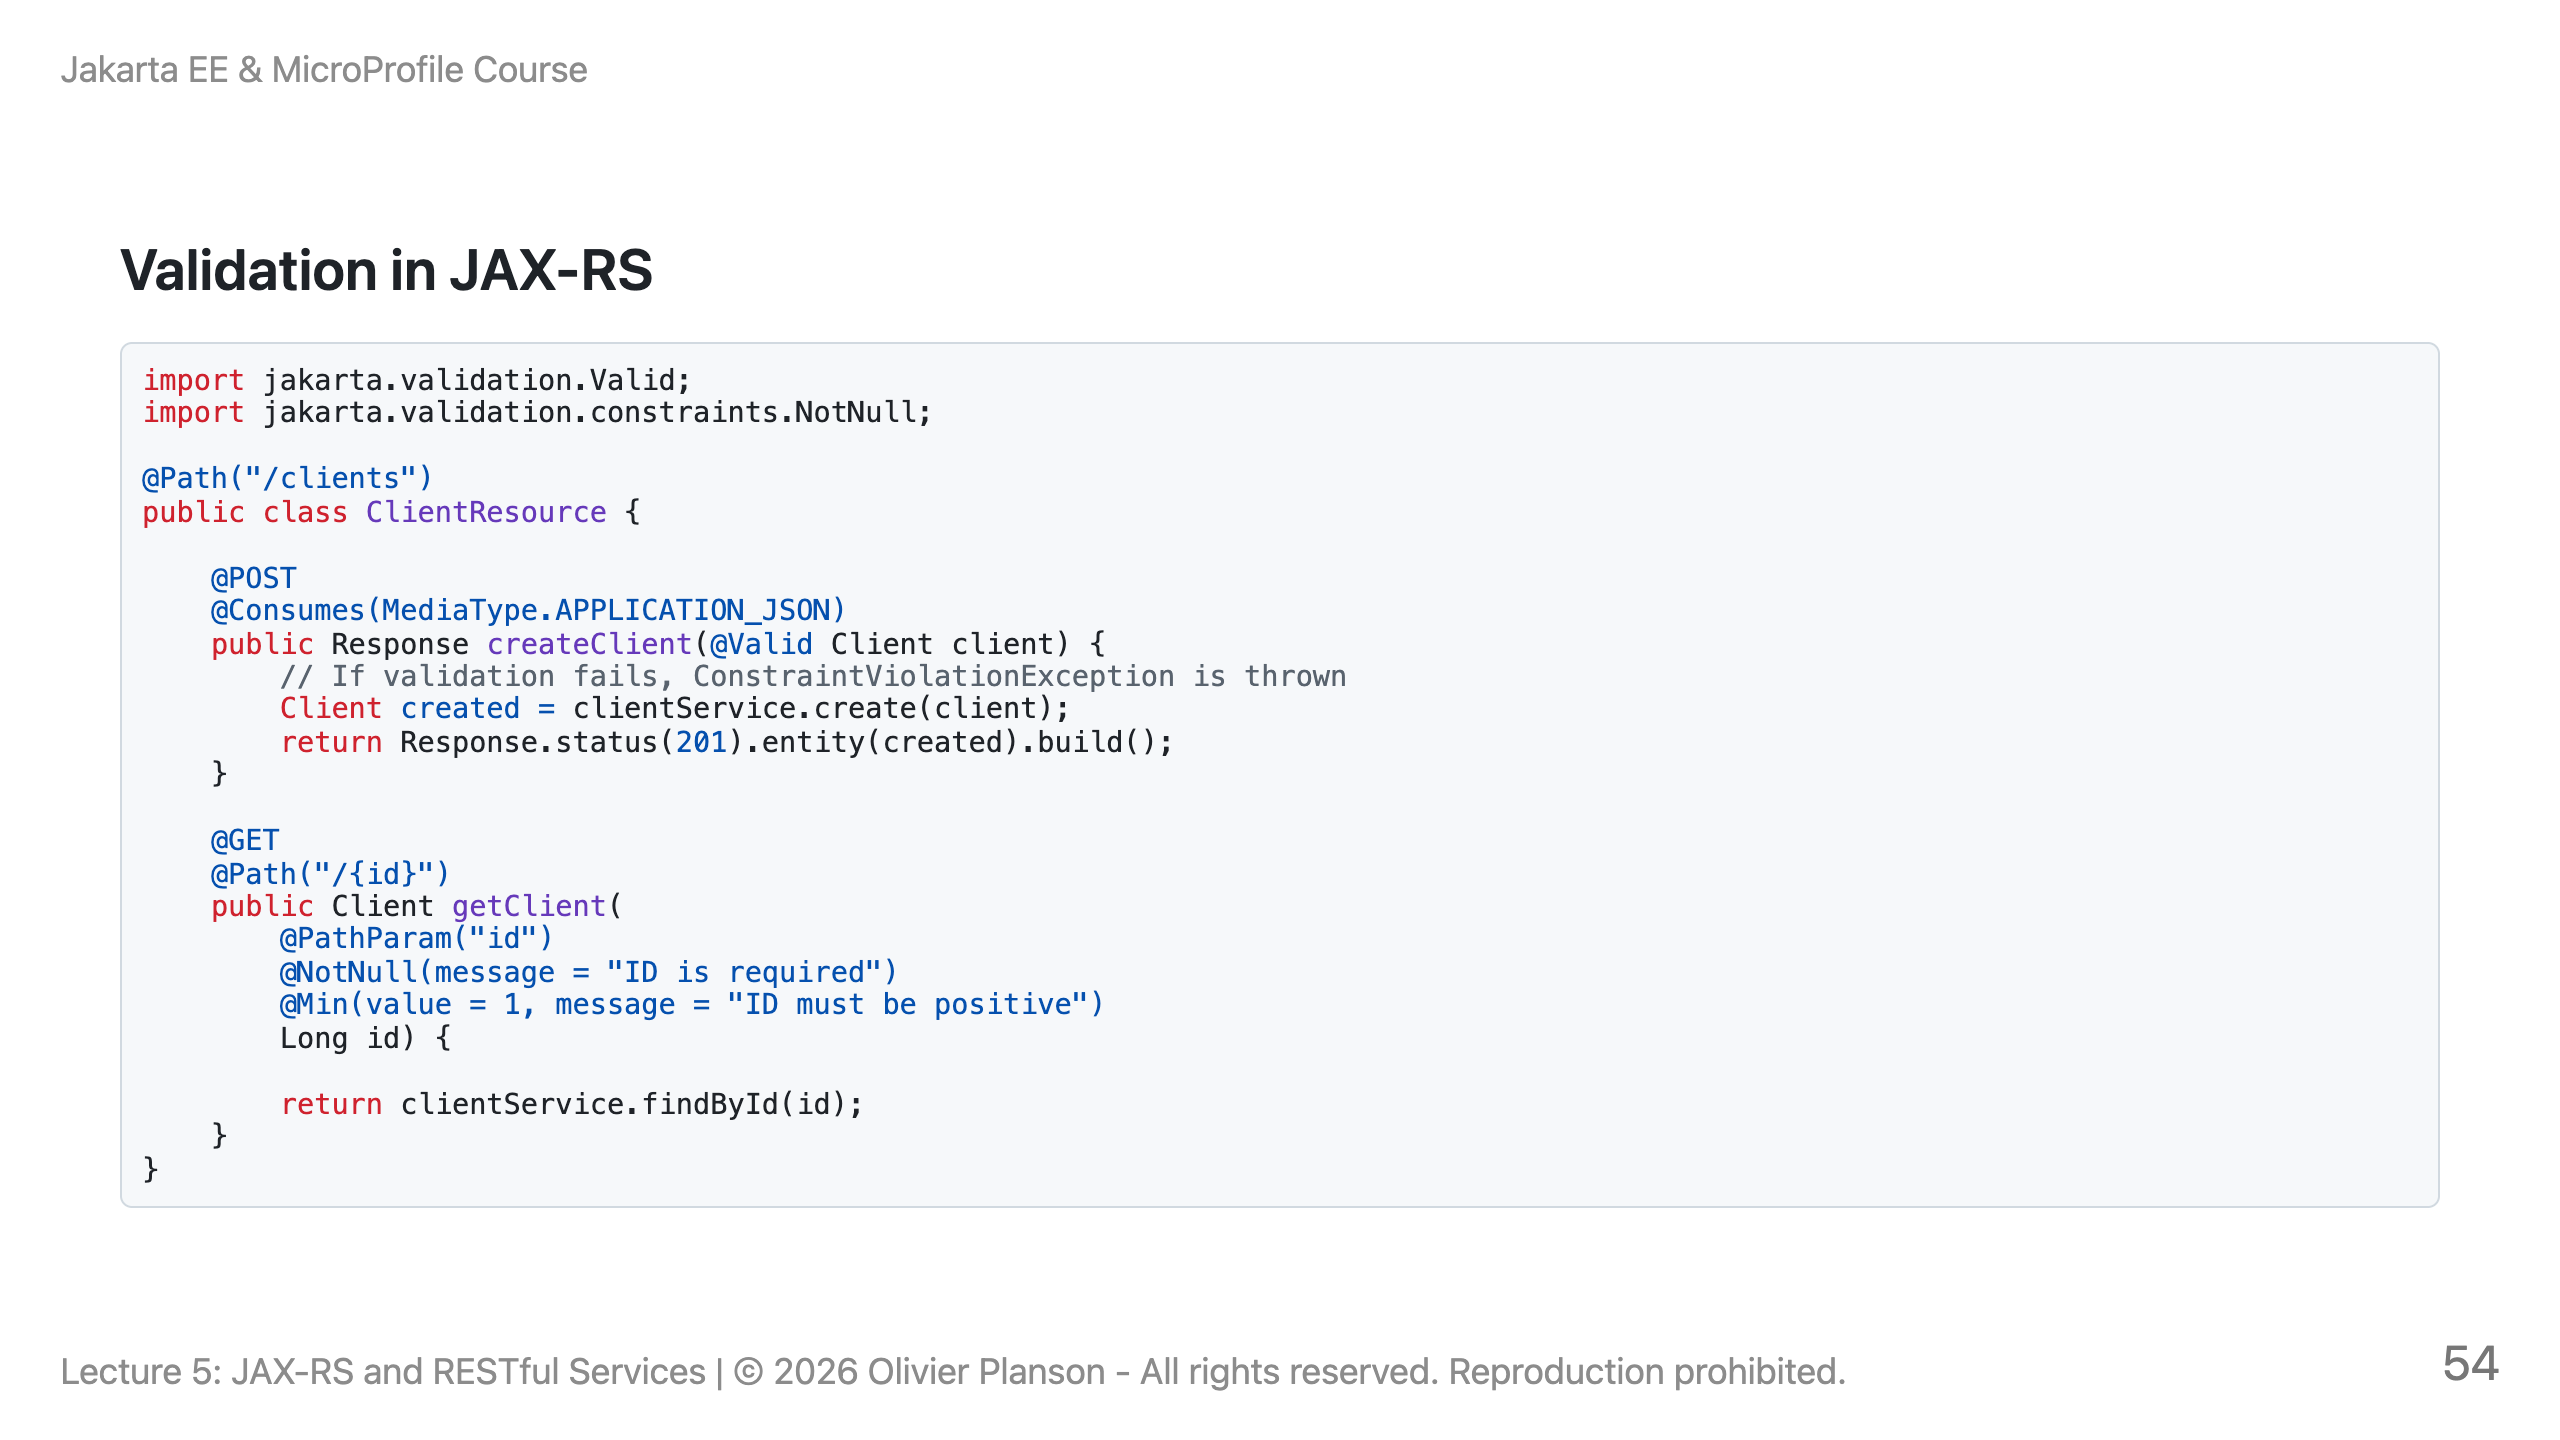 Jakarta EE & MicroProfile Course
Validation in JAX-RS
import jakarta.validation.Valid;
import jakarta.validation.constraints.NotNull;

@Path("/clients")
public class ClientResource {

    @POST
    @Consumes(MediaType.APPLICATION_JSON)
    public Response createClient(@Valid Client client) {
        // If validation fails, ConstraintViolationException is thrown
        Client created = clientService.create(client);
        return Response.status(201).entity(created).build();
    }

    @GET
    @Path("/{id}")
    public Client getClient(
        @PathParam("id")
        @NotNull(message = "ID is required")
        @Min(value = 1, message = "ID must be positive")
        Long id) {

        return clientService.findById(id);
    }
}
Lecture 5: JAX-RS and RESTful Services | © 2026 Olivier Planson - All rights reserved. Reproduction prohibited.
54